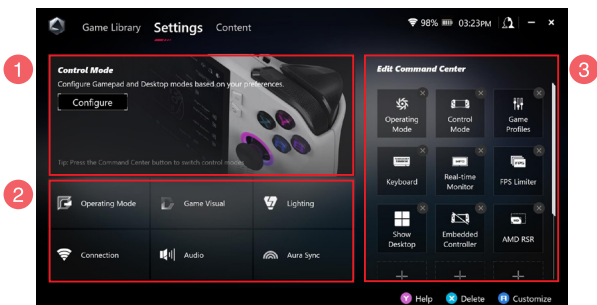 Game Library Settings Content
98% 03:23PM
1
Control Mode
Configure Gamepad and Desktop modes based on your preferences.
Configure
Tip: Press the Command Center button to switch control modes
2
Operating Mode
Game Visual
Lighting
Connection
Audio
Aura Sync
3
Edit Command Center
Operating
Mode
Control
Mode
Game
Profiles
Keyboard
Real-time
Monitor
FPS Limiter
Show
Desktop
Embedded
Controller
AMD RSR
Y Help
X Delete
Customize